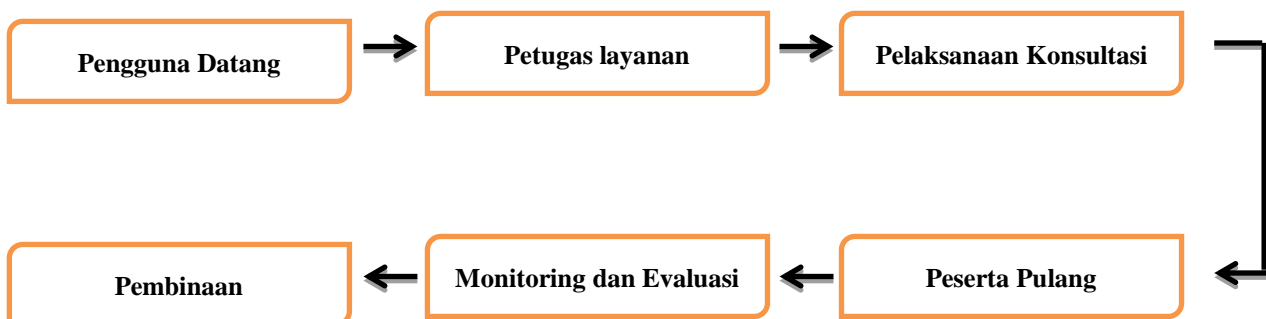 Pengguna Datang
Petugas layanan
Pelaksanaan Konsultasi
Peserta Pulang
Monitoring dan Evaluasi
Pembinaan